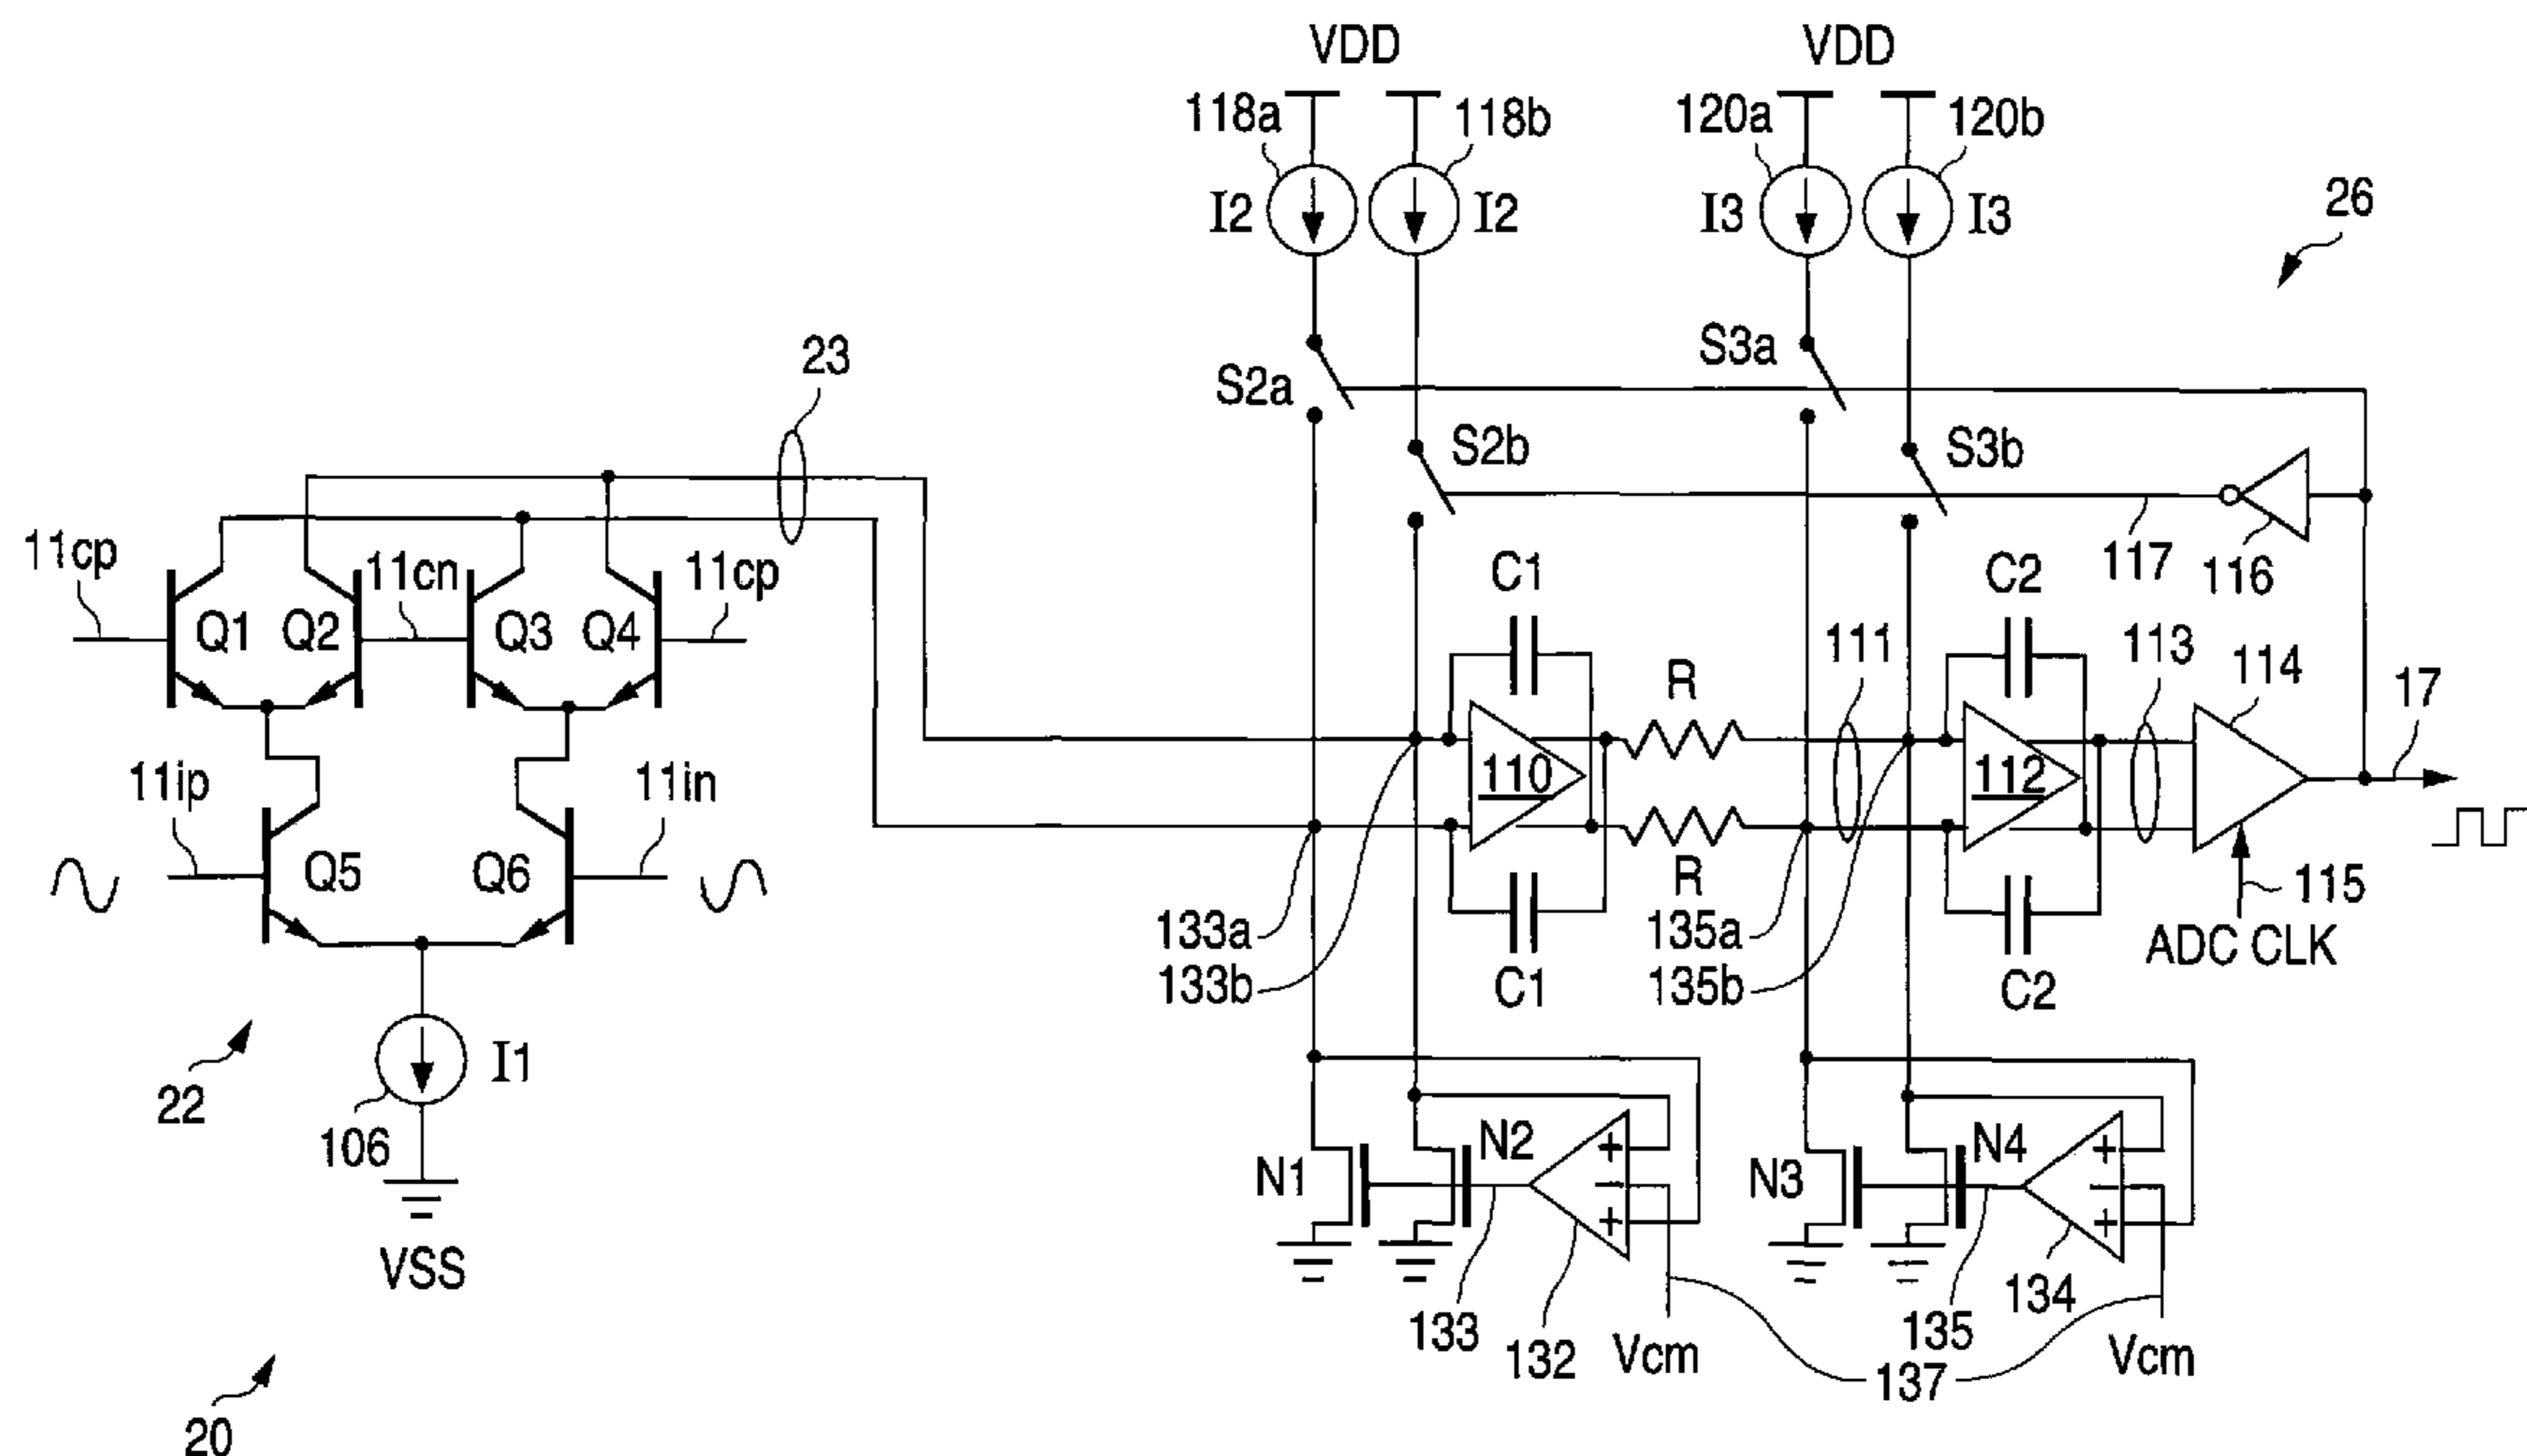 VDD VDD
118a 118b 120a 120b
I2 I2 I3 I3
26
23
S2a S3a
S2b S3b
11cp 11cn 11cp
C1 C2 117 116
Q1 Q2 Q3 Q4
R 111 113 114 17
11ip 11in
110 112
Q5 Q6
R 115
133a 135a ADC CLK
133b C1 135b C2
22 I1
106
N1 N2 + − + N3 N4 + − +
VSS
133 132 Vcm 135 134 Vcm
137
20